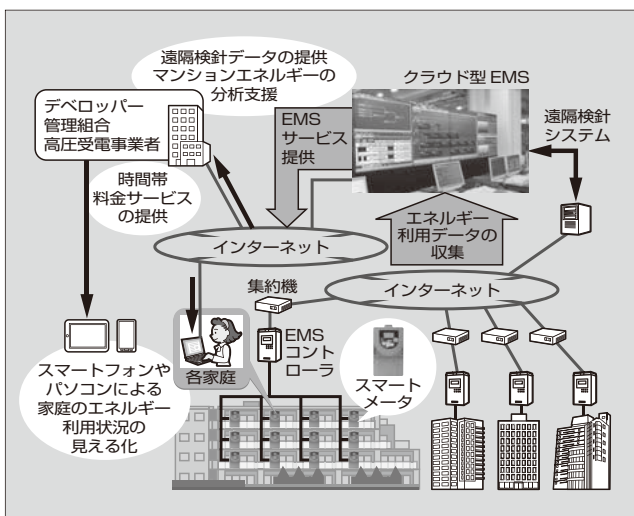 遠隔検針データの提供
マンションエネルギーの
分析支援
クラウド型 EMS
デベロッパー
管理組合
高圧受電事業者
EMS
サービス
提供
遠隔検針
システム
時間帯
料金サービス
の提供
エネルギー
利用データの
収集
インターネット
インターネット
集約機
EMS
コント
ローラ
スマート
メータ
各家庭
スマートフォンや
パソコンによる
家庭のエネルギー
利用状況の
見える化